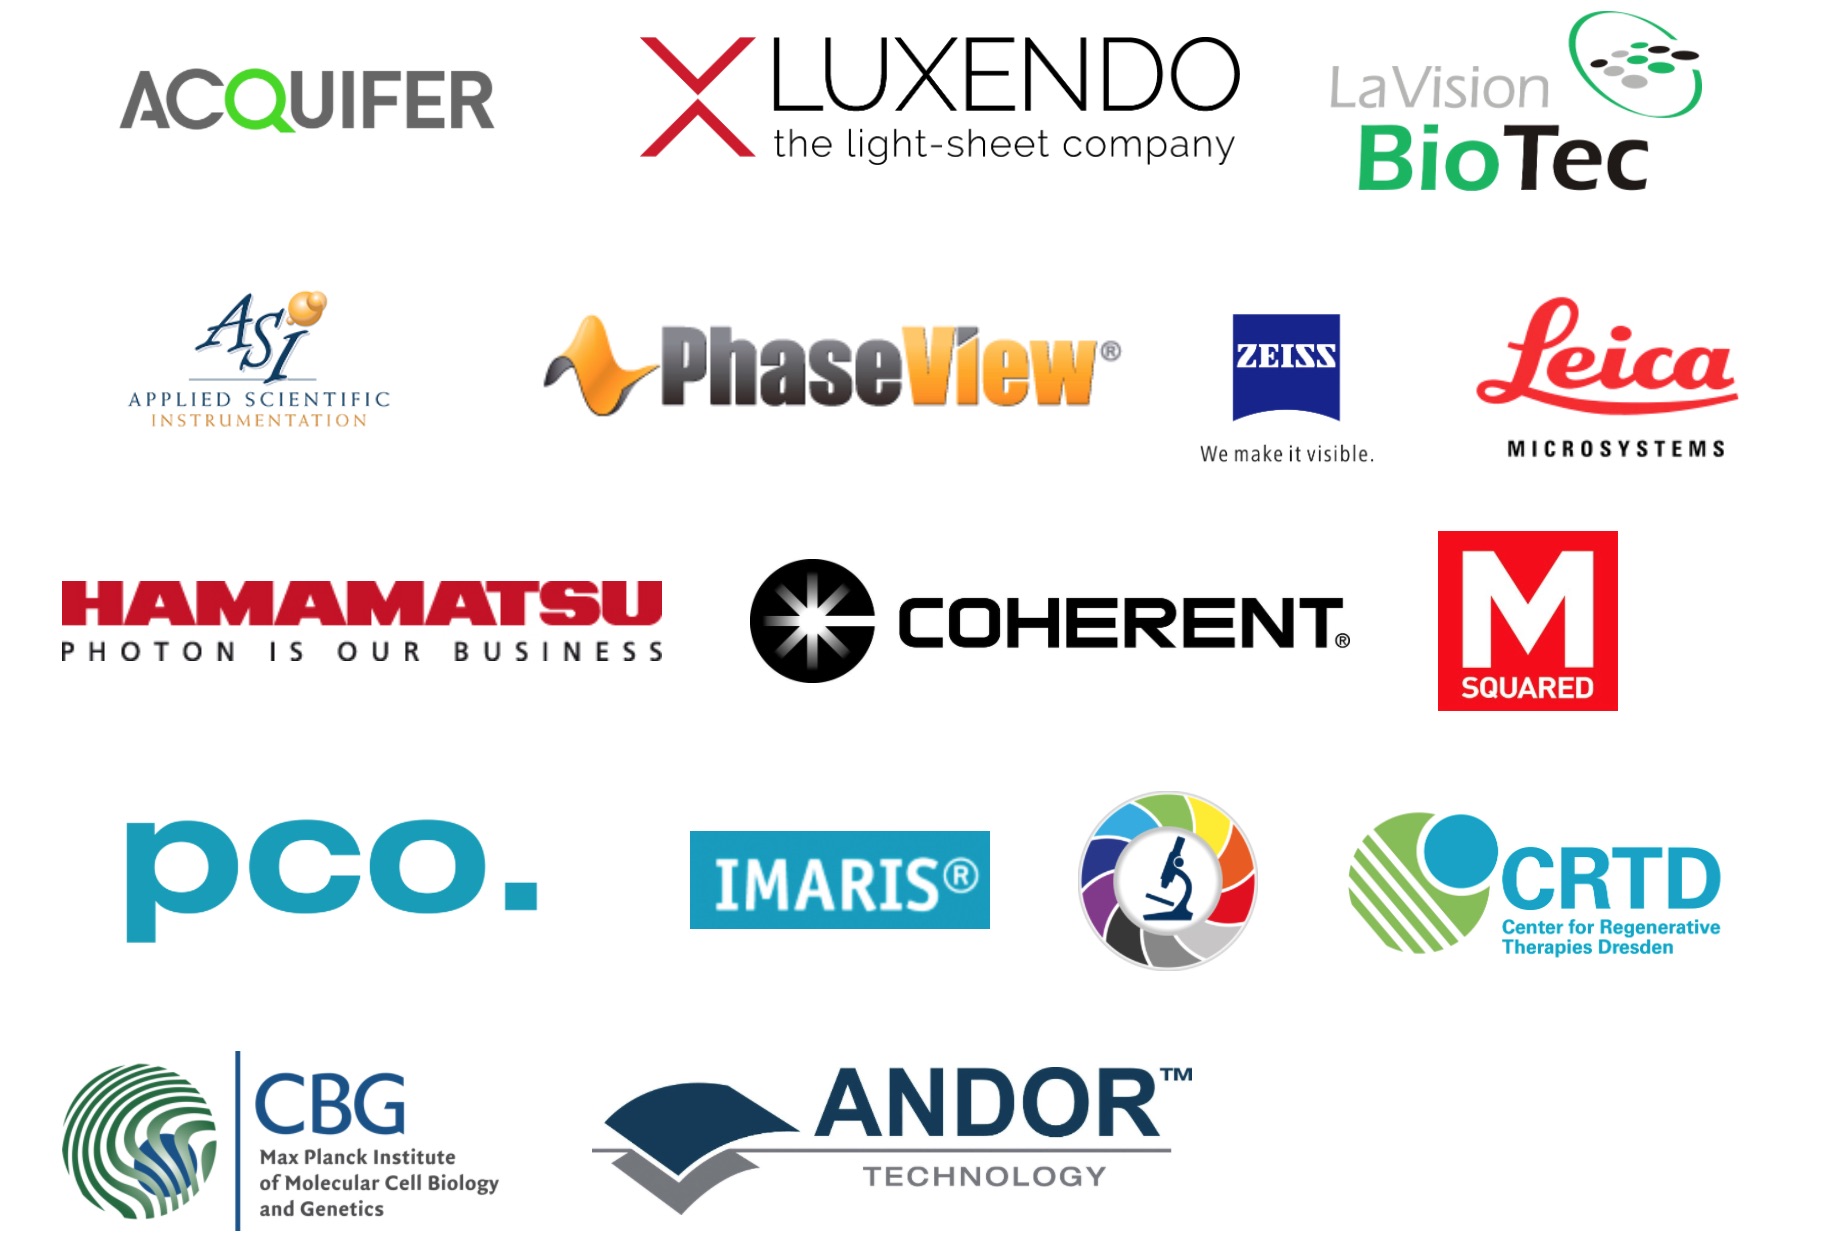 ACQUIFER
LUXENDO
the light-sheet company
LaVision
BioTec
ASI
APPLIED SCIENTIFIC
INSTRUMENTATION
PhaseView®
ZEISS
We make it visible.
Leica
MICROSYSTEMS
HAMAMATSU
PHOTON IS OUR BUSINESS
COHERENT®
M
SQUARED
pco.
IMARIS®
CRTD
Center for Regenerative
Therapies Dresden
CBG
Max Planck Institute
of Molecular Cell Biology
and Genetics
ANDOR™
TECHNOLOGY